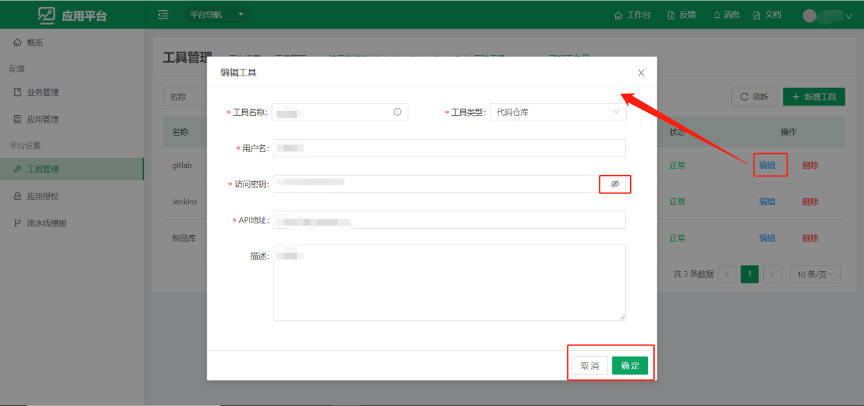 应用平台
平台导航
工作台 反馈 消息 文档
概览
配置
业务管理
应用管理
平台设置
工具管理
应用授权
流水线模板
工具管理
名称
刷新 + 新增工具
名称 状态 操作
gitlab 正常 编辑 删除
Jenkins 正常 编辑 删除
制品库 正常 编辑 删除
共 3 条数据 1 10 条/页
编辑工具
* 工具名称:
* 工具类型: 代码仓库
* 用户名:
* 访问密钥:
* API地址:
描述:
取消 确定